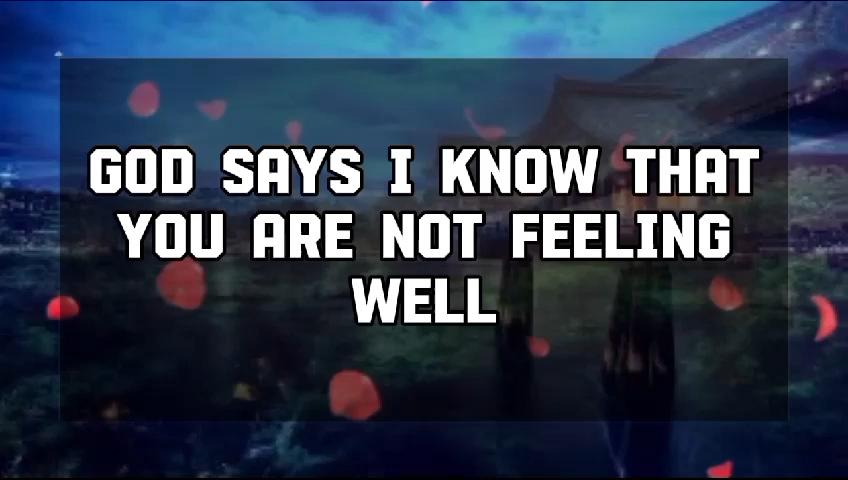 GOD SAYS I KNOW THAT
YOU ARE NOT FEELING
WELL